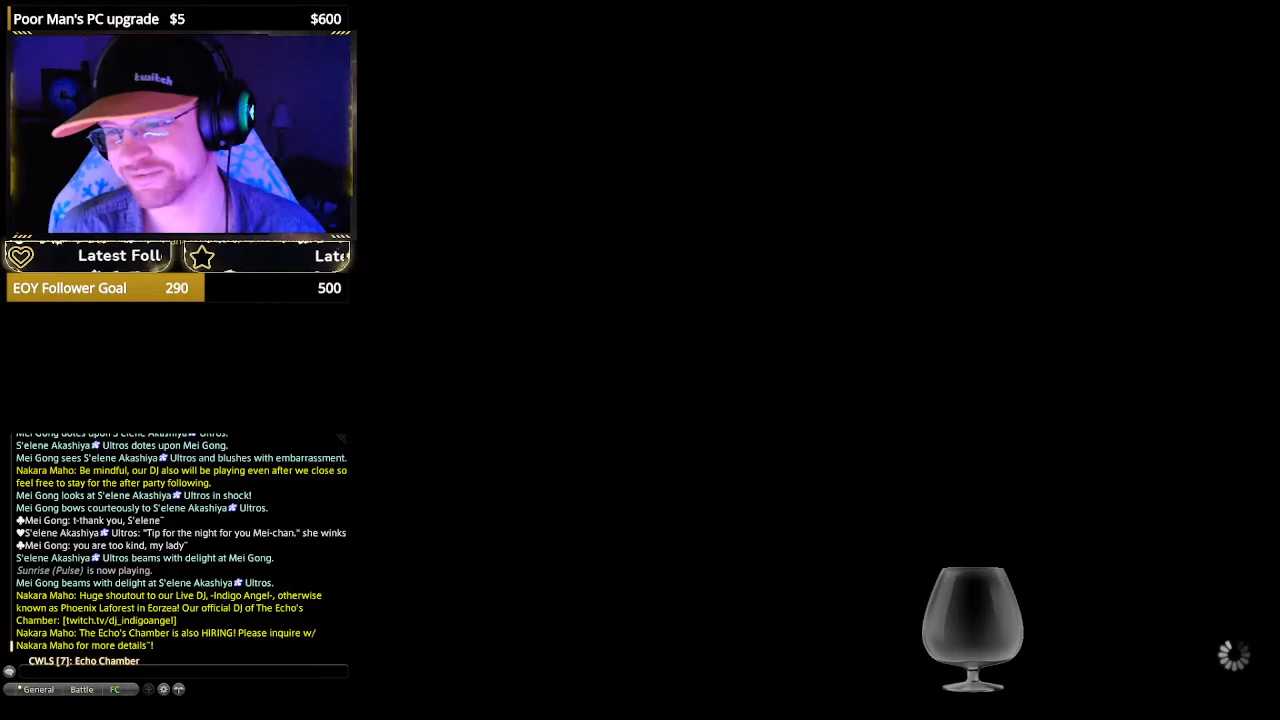 Poor Man's PC upgrade $5 $600
twitch
Latest Foll
Late
EOY Follower Goal 290 500
Mei Gong dotes upon S'elene Akashiya Ultros.
S'elene Akashiya Ultros dotes upon Mei Gong.
Mei Gong sees S'elene Akashiya Ultros and blushes with embarrassment.
Nakara Maho: Be mindful, our DJ also will be playing even after we close so
feel free to stay for the after party following.
Mei Gong looks at S'elene Akashiya Ultros in shock!
Mei Gong bows courteously to S'elene Akashiya Ultros.
♣Mei Gong: t-thank you, S'elene~
♥S'elene Akashiya Ultros: "Tip for the night for you Mei-chan." she winks
♣Mei Gong: you are too kind, my lady~
S'elene Akashiya Ultros beams with delight at Mei Gong.
Sunrise (Pulse) is now playing.
Mei Gong beams with delight at S'elene Akashiya Ultros.
Nakara Maho: Huge shoutout to our Live DJ, -Indigo Angel-, otherwise
known as Phoenix Laforest in Eorzea! Our official DJ of The Echo's
Chamber: [twitch.tv/dj_indigoangel]
Nakara Maho: The Echo's Chamber is also HIRING! Please inquire w/
Nakara Maho for more details~!
CWLS [7]: Echo Chamber
General Battle FC